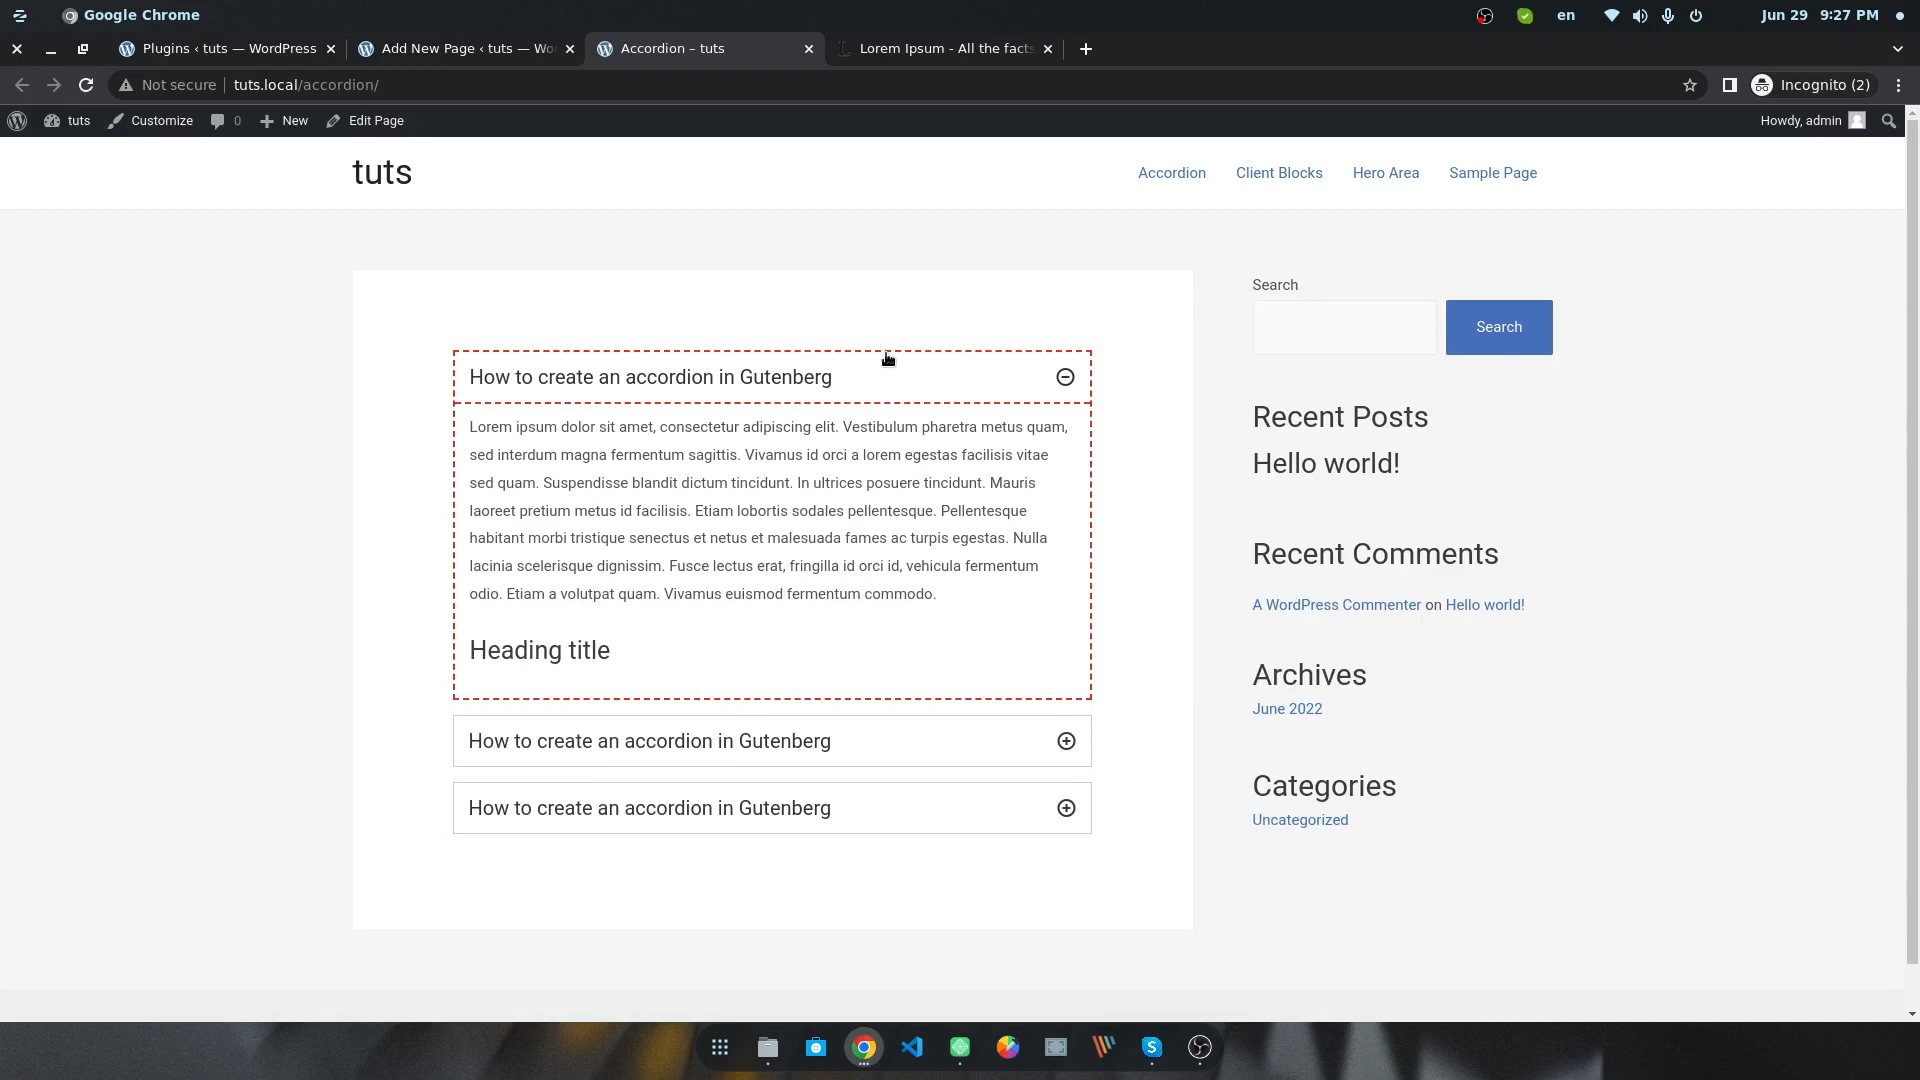 Google Chrome
en
Jun 29 9:27 PM
Plugins ‹ tuts — WordPress
Add New Page ‹ tuts — Wo
Accordion – tuts
Lorem Ipsum - All the facts
Not secure
tuts.local/accordion/
Incognito (2)
tuts
Customize
0
New
Edit Page
Howdy, admin
tuts
Accordion
Client Blocks
Hero Area
Sample Page
How to create an accordion in Gutenberg
Lorem ipsum dolor sit amet, consectetur adipiscing elit. Vestibulum pharetra metus quam,
sed interdum magna fermentum sagittis. Vivamus id orci a lorem egestas facilisis vitae
sed quam. Suspendisse blandit dictum tincidunt. In ultrices posuere tincidunt. Mauris
laoreet pretium metus id facilisis. Etiam lobortis sodales pellentesque. Pellentesque
habitant morbi tristique senectus et netus et malesuada fames ac turpis egestas. Nulla
lacinia scelerisque dignissim. Fusce lectus erat, fringilla id orci id, vehicula fermentum
odio. Etiam a volutpat quam. Vivamus euismod fermentum commodo.
Heading title
How to create an accordion in Gutenberg
How to create an accordion in Gutenberg
Search
Search
Recent Posts
Hello world!
Recent Comments
A WordPress Commenter on Hello world!
Archives
June 2022
Categories
Uncategorized